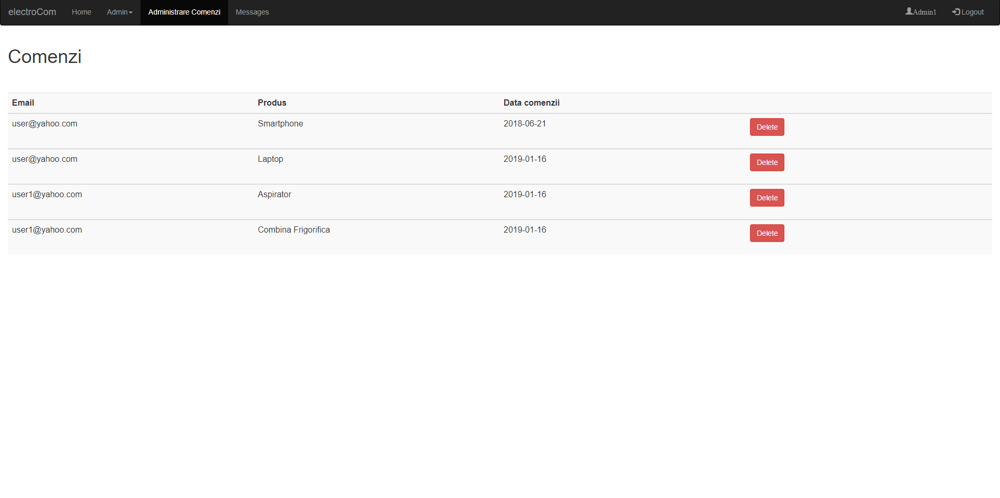 electroCom Home Admin Administrare Comenzi Messages Admin1 Logout
Comenzi
Email Produs Data comenzii
user@yahoo.com Smartphone 2018-06-21 Delete
user@yahoo.com Laptop 2019-01-16 Delete
user1@yahoo.com Aspirator 2019-01-16 Delete
user1@yahoo.com Combina Frigorifica 2019-01-16 Delete